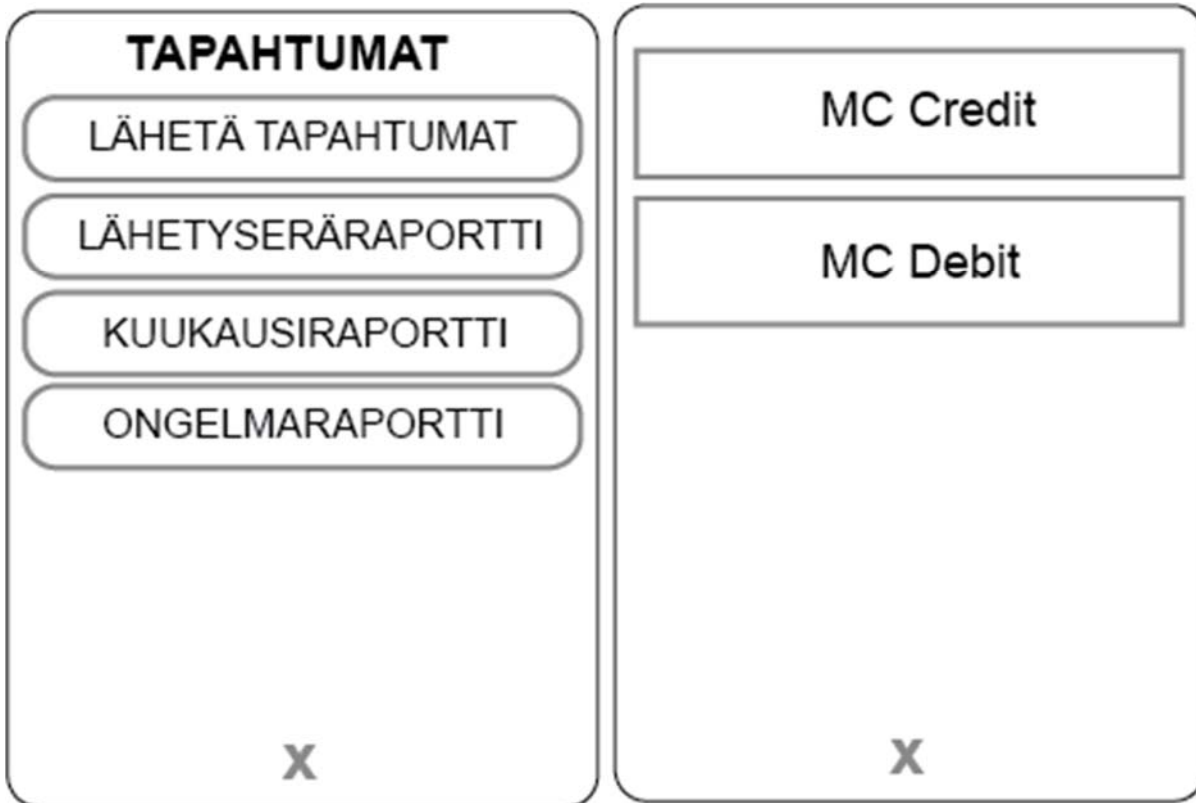 TAPAHTUMAT
LÄHETÄ TAPAHTUMAT
LÄHETYSERÄRAPORTTI
KUUKAUSIRAPORTTI
ONGELMARAPORTTI
X
MC Credit
MC Debit
X